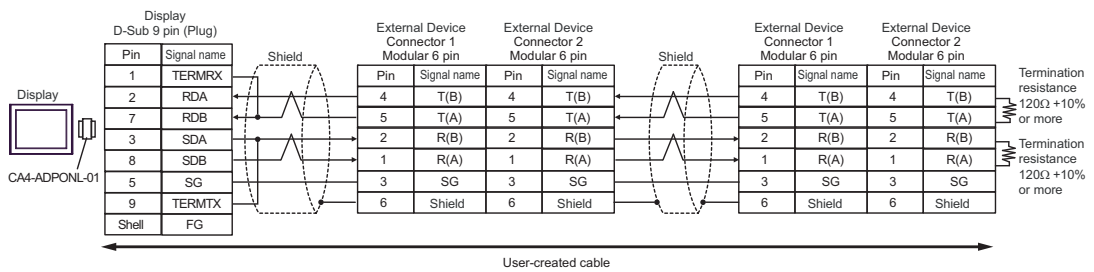 Display
D-Sub 9 pin (Plug)
Pin Signal name
1 TERMRX
2 RDA
7 RDB
3 SDA
8 SDB
5 SG
9 TERMTX
Shell FG
Display
CA4-ADPONL-01
Shield
External Device
Connector 1
Modular 6 pin
Pin Signal name
4 T(B)
5 T(A)
2 R(B)
1 R(A)
3 SG
6 Shield
External Device
Connector 2
Modular 6 pin
Pin Signal name
4 T(B)
5 T(A)
2 R(B)
1 R(A)
3 SG
6 Shield
Shield
External Device
Connector 1
Modular 6 pin
Pin Signal name
4 T(B)
5 T(A)
2 R(B)
1 R(A)
3 SG
6 Shield
External Device
Connector 2
Modular 6 pin
Pin Signal name
4 T(B)
5 T(A)
2 R(B)
1 R(A)
3 SG
6 Shield
Termination
resistance
120Ω +10%
or more
Termination
resistance
120Ω +10%
or more
User-created cable